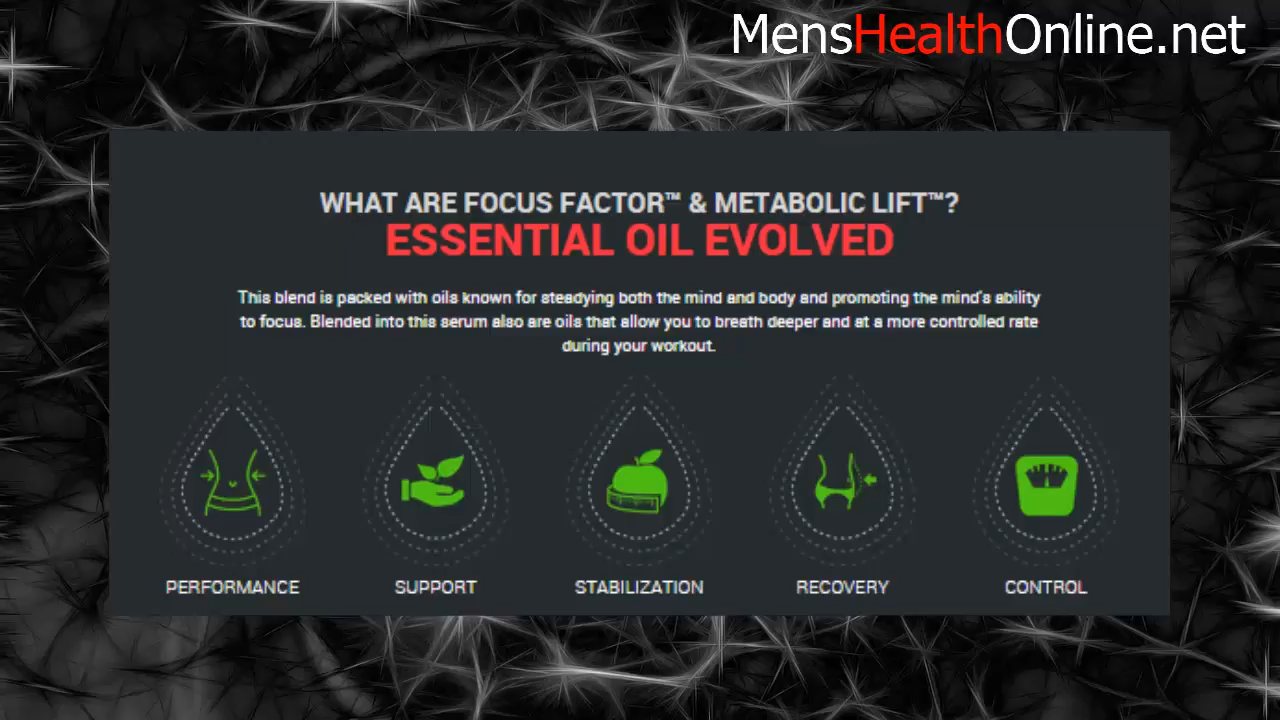 MensHealthOnline.net
WHAT ARE FOCUS FACTOR™ & METABOLIC LIFT™?
ESSENTIAL OIL EVOLVED
This blend is packed with oils known for steadying both the mind and body and promoting the mind's ability
to focus. Blended into this serum also are oils that allow you to breath deeper and at a more controlled rate
during your workout.
PERFORMANCE SUPPORT STABILIZATION RECOVERY CONTROL